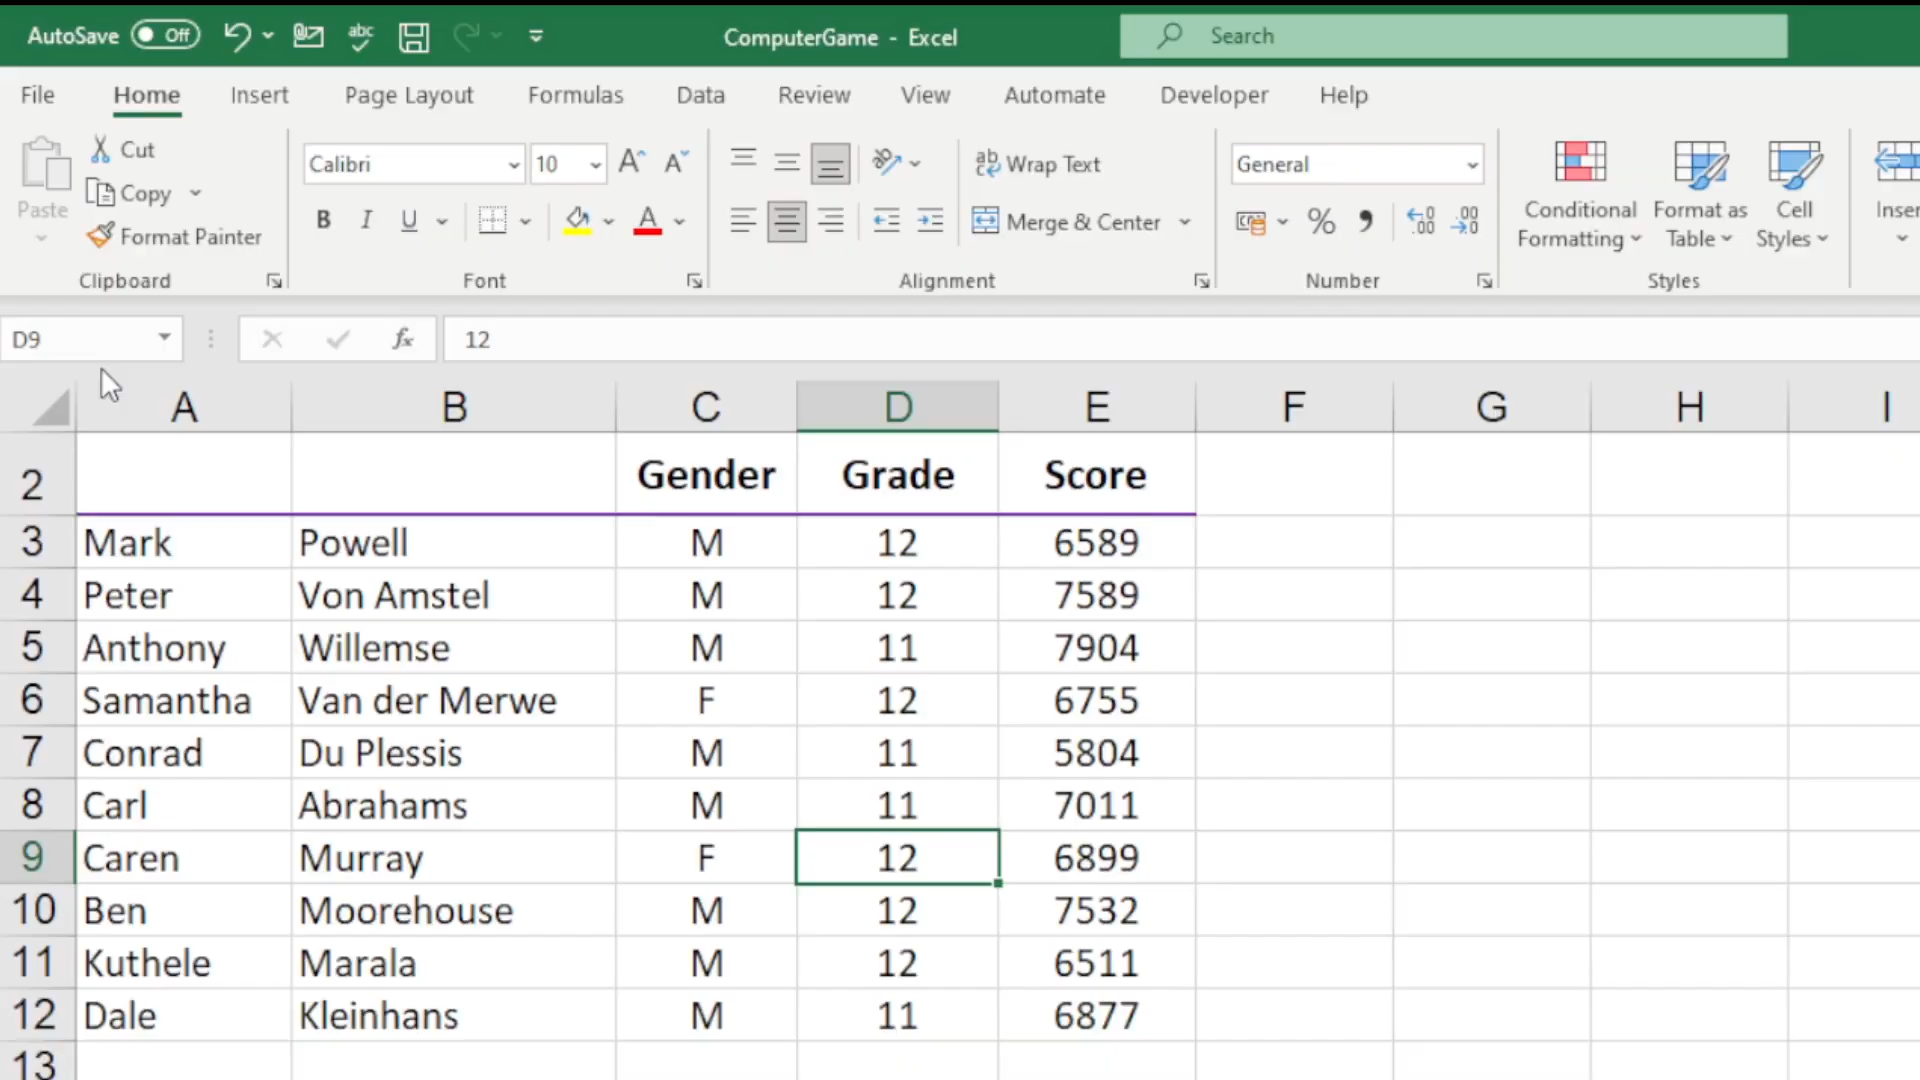 AutoSave Off ComputerGame - Excel Search
File Home Insert Page Layout Formulas Data Review View Automate Developer Help
Paste Cut Copy Format Painter
Clipboard
Calibri 10
B I U A
Font
Wrap Text
Merge & Center
Alignment
General
% ,
Number
Conditional Formatting Format as Table Cell Styles
Styles
Inser
D9 fx 12
A B C D E F G H I
2 Gender Grade Score
3 Mark Powell M 12 6589
4 Peter Von Amstel M 12 7589
5 Anthony Willemse M 11 7904
6 Samantha Van der Merwe F 12 6755
7 Conrad Du Plessis M 11 5804
8 Carl Abrahams M 11 7011
9 Caren Murray F 12 6899
10 Ben Moorehouse M 12 7532
11 Kuthele Marala M 12 6511
12 Dale Kleinhans M 11 6877
13